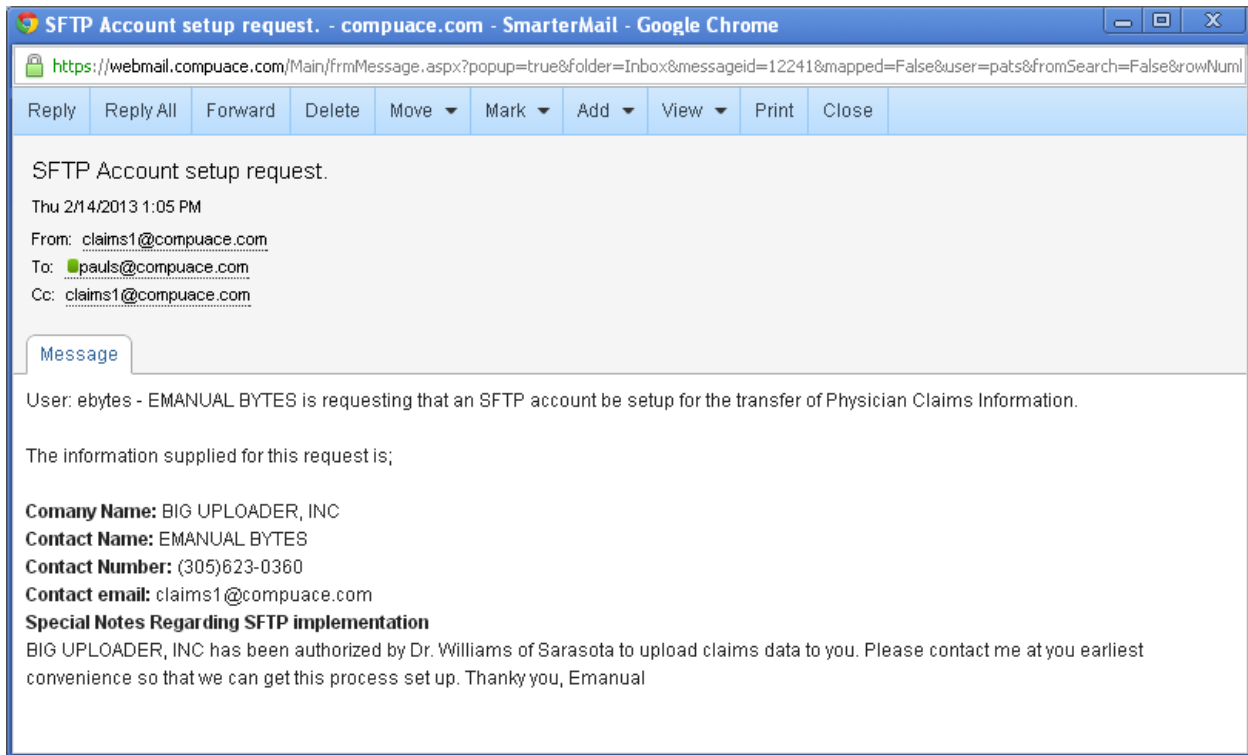 SFTP Account setup request. - compuace.com - SmarterMail - Google Chrome
https://webmail.compuace.com/Main/frmMessage.aspx?popup=true&folder=Inbox&messageid=12241&mapped=False&user=pats&fromSearch=False&rowNuml
Reply Reply All Forward Delete Move Mark Add View Print Close
SFTP Account setup request.
Thu 2/14/2013 1:05 PM
From: claims1@compuace.com
To: pauls@compuace.com
Cc: claims1@compuace.com
Message
User: ebytes - EMANUAL BYTES is requesting that an SFTP account be setup for the transfer of Physician Claims Information.
The information supplied for this request is;
Comany Name: BIG UPLOADER, INC
Contact Name: EMANUAL BYTES
Contact Number: (305)623-0360
Contact email: claims1@compuace.com
Special Notes Regarding SFTP implementation
BIG UPLOADER, INC has been authorized by Dr. Williams of Sarasota to upload claims data to you. Please contact me at you earliest
convenience so that we can get this process set up. Thanky you, Emanual